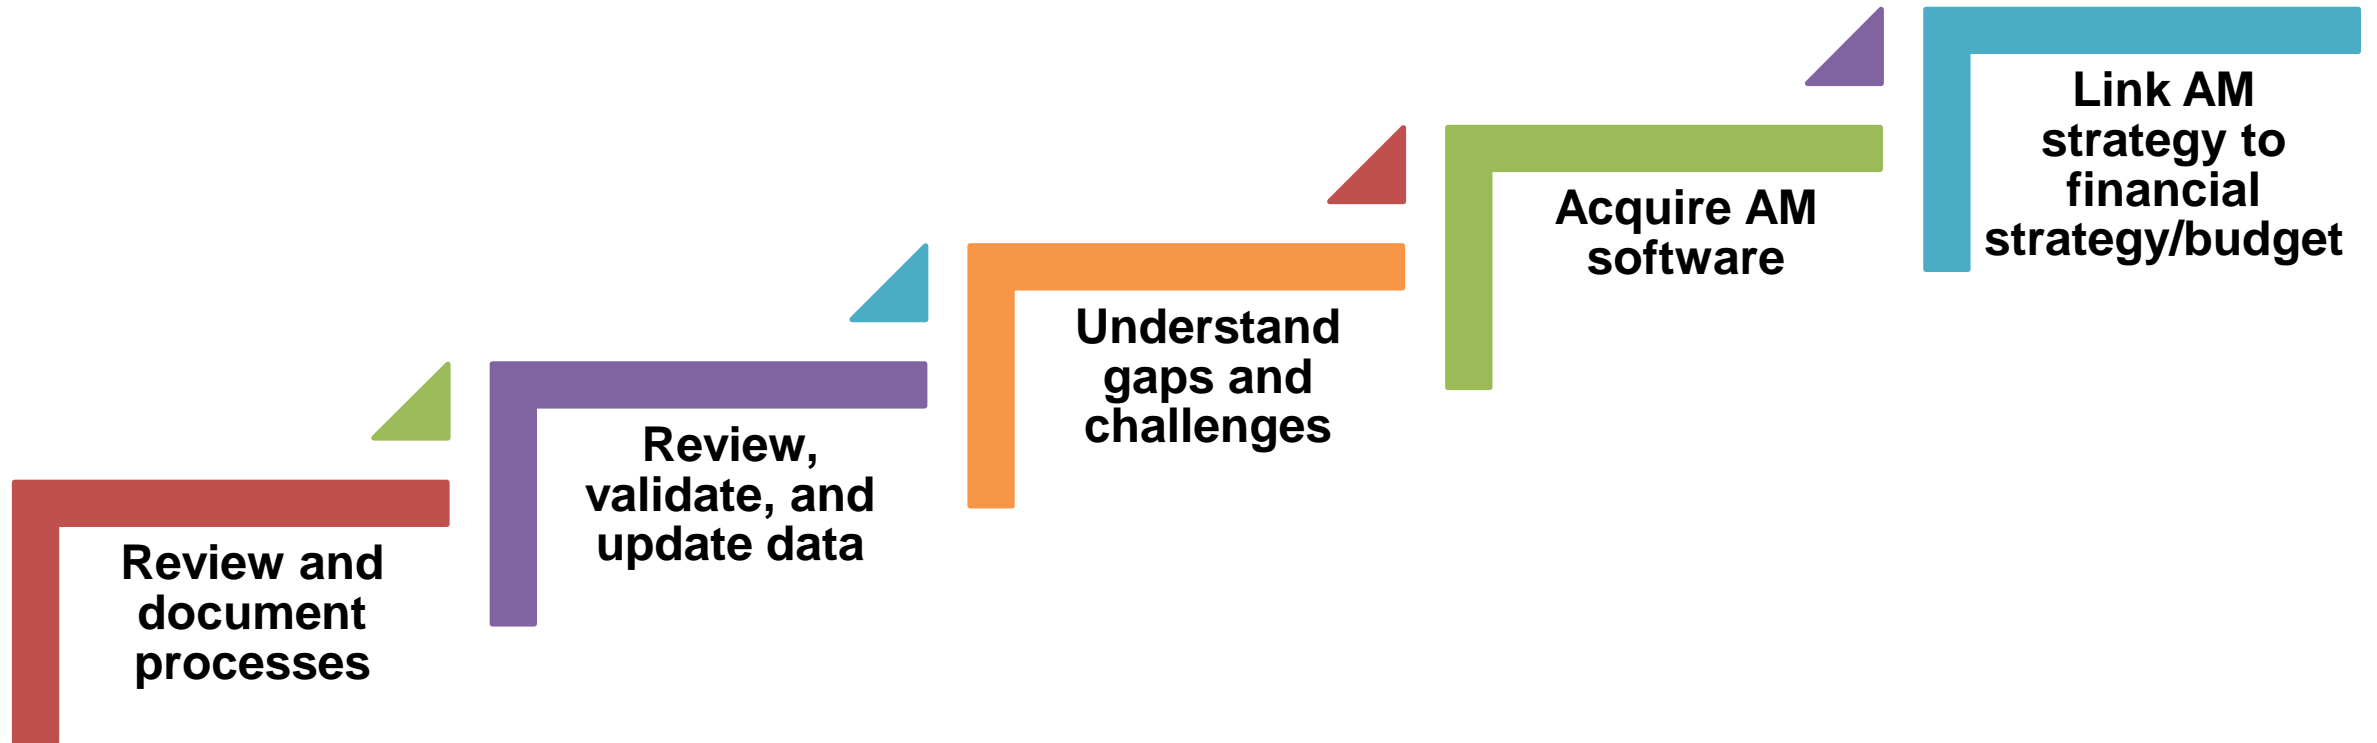 Review and
document
processes
Review,
validate, and
update data
Understand
gaps and
challenges
Acquire AM
software
Link AM
strategy to
financial
strategy/budget